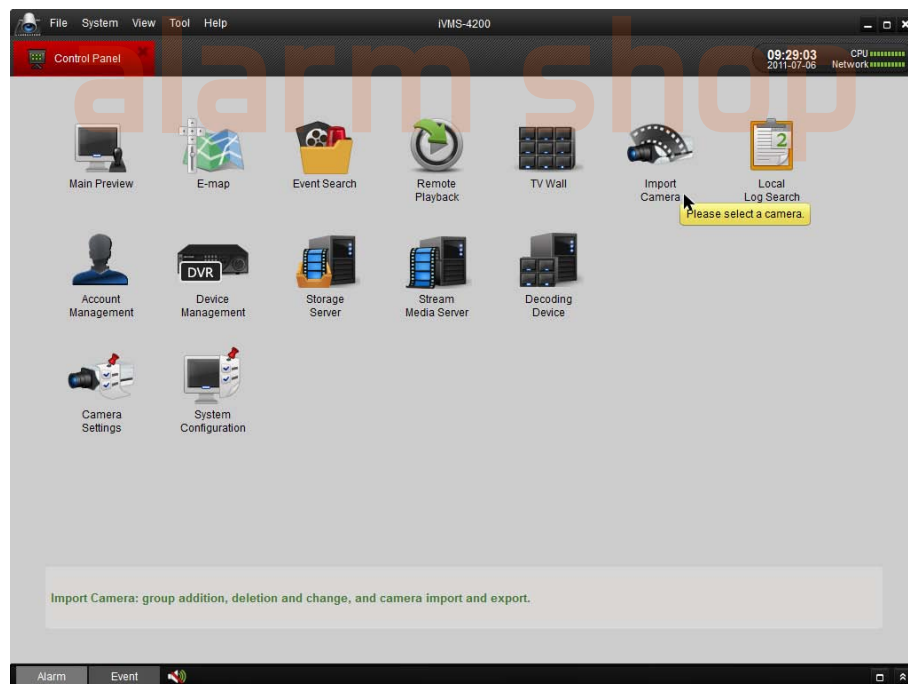 File System View Tool Help iVMS-4200
alarm shop
Control Panel
09:29:03 CPU
2011-07-06 Network
Main Preview E-map Event Search Remote Playback TV Wall Import Camera Local Log Search
2
Please select a camera.
DVR
Account Management Device Management Storage Server Stream Media Server Decoding Device
Camera Settings System Configuration
Import Camera: group addition, deletion and change, and camera import and export.
Alarm Event